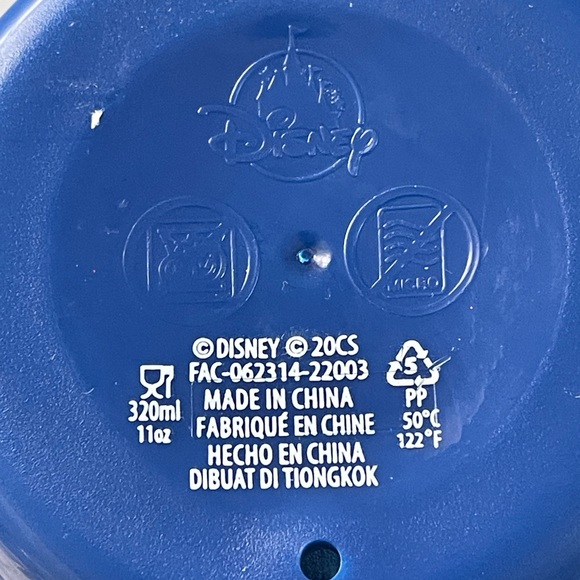 Disney
MICRO
© DISNEY © 20CS
FAC-062314-22003
MADE IN CHINA
FABRIQUÉ EN CHINE
HECHO EN CHINA
DIBUAT DI TIONGKOK
320ml
11oz
5
PP
50°C
122°F